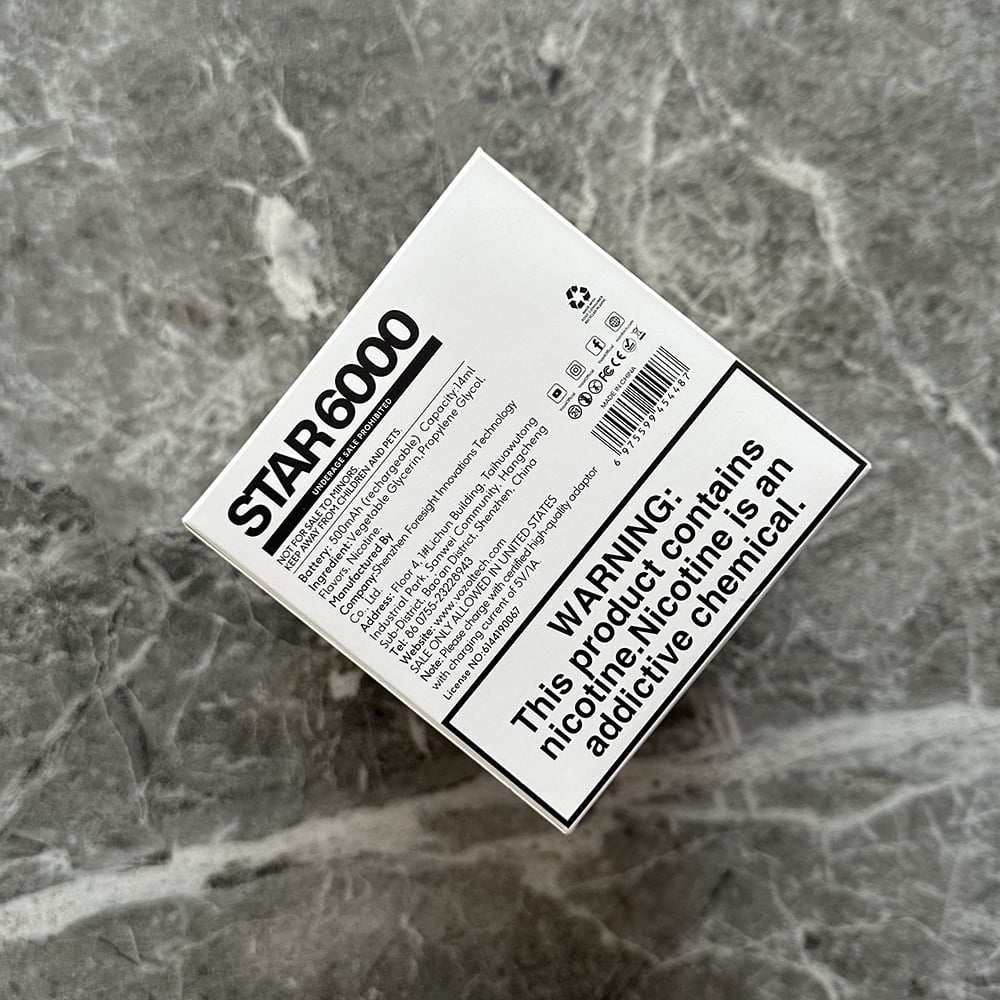 STAR6000
UNDERAGE SALE PROHIBITED
NOT FOR SALE TO MINORS.
KEEP AWAY FROM CHILDREN AND PETS.
Battery: 500mAh (rechargeable) Capacity:14ml
Ingredient:Vegetable Glycerin,Propylene Glycol,
Flavors, Nicotine.
Manufactured By
Company:Shenzhen Foresight Innovations Technology
Co., Ltd
Address: Floor 4, 1#Lichun Building, Taihuawutong
Industrial Park, Sanwei Community, Hangcheng
Sub-District, Bao'an District, Shenzhen, China
Tel: 86 0755-23228943
Website: www.vozoltech.com
SALE ONLY ALLOWED IN UNITED STATES
Note: Please charge with certified high-quality adaptor
with charging current of 5V/1A.
License NO:6144190067
MADE IN CHINA
6 975599 454487
WARNING:
This product contains
nicotine.Nicotine is an
addictive chemical.